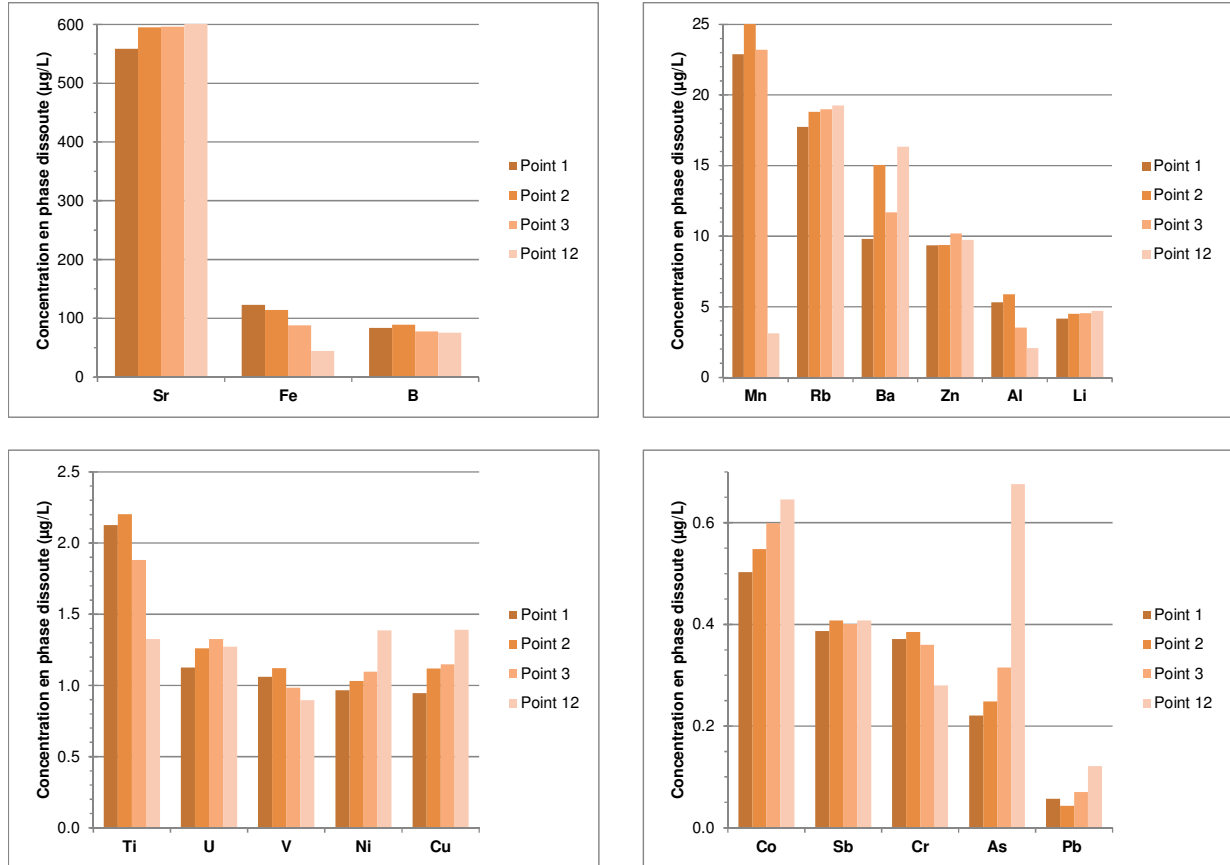 Concentration en phase dissoute (µg/L)
600
500
400
300
200
100
0
Sr Fe B
Point 1
Point 2
Point 3
Point 12
Concentration en phase dissoute (µg/L)
25
20
15
10
5
0
Mn Rb Ba Zn Al Li
Point 1
Point 2
Point 3
Point 12
Concentration en phase dissoute (µg/L)
2.5
2.0
1.5
1.0
0.5
0.0
Ti U V Ni Cu
Point 1
Point 2
Point 3
Point 12
Concentration en phase dissoute (µg/L)
0.6
0.4
0.2
0.0
Co Sb Cr As Pb
Point 1
Point 2
Point 3
Point 12